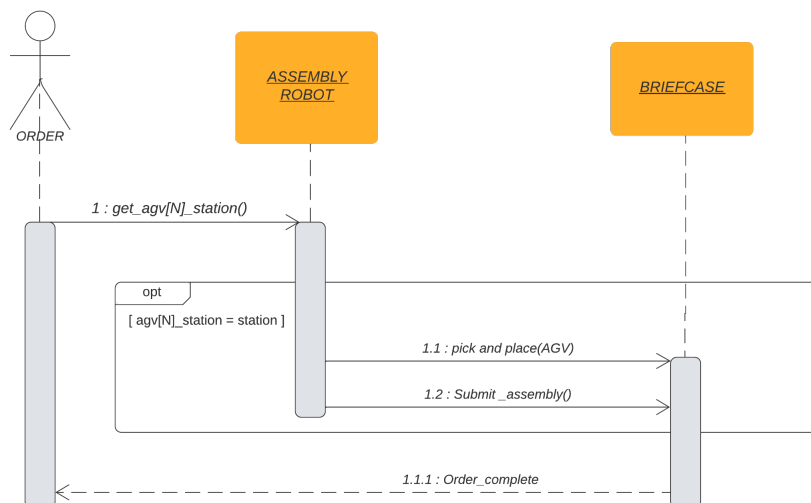 ASSEMBLY
ROBOT
BRIEFCASE
ORDER
1 : get_agv[N]_station()
opt
[ agv[N]_station = station ]
1.1 : pick and place(AGV)
1.2 : Submit _assembly()
1.1.1 : Order_complete